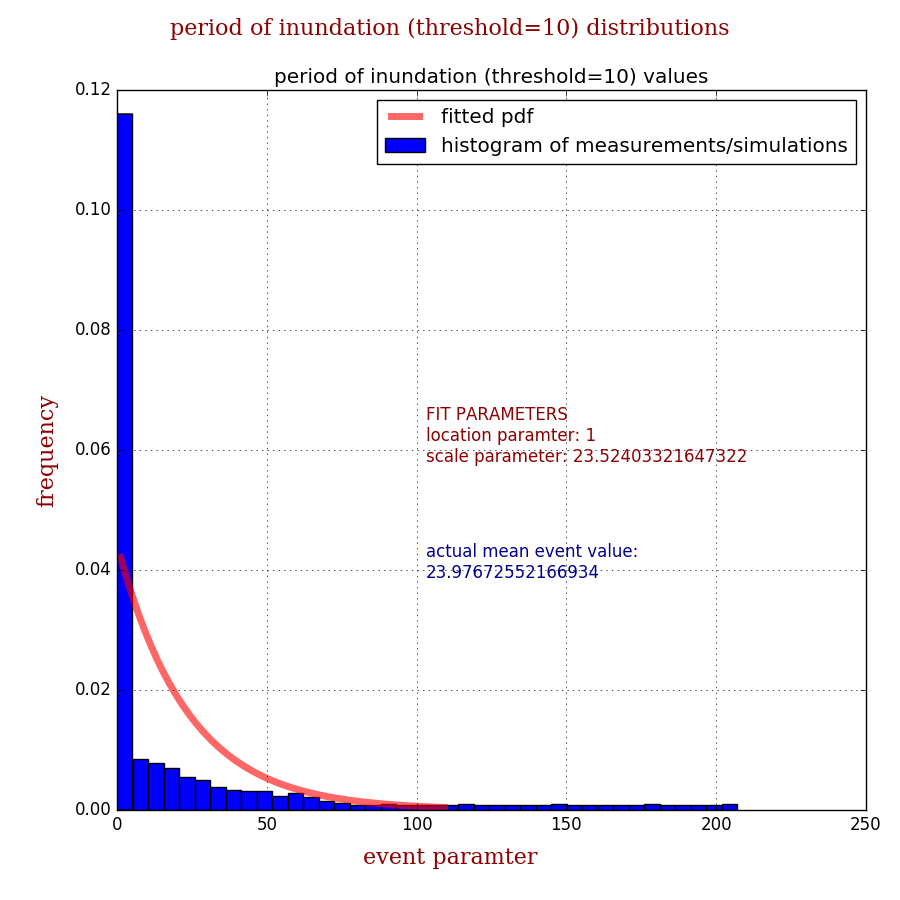 period of inundation (threshold=10) distributions
period of inundation (threshold=10) values
fitted pdf
histogram of measurements/simulations
0.12
0.10
0.08
0.06
0.04
0.02
0.00
frequency
FIT PARAMETERS
location paramter: 1
scale parameter: 23.52403321647322
actual mean event value:
23.97672552166934
0 50 100 150 200 250
event paramter